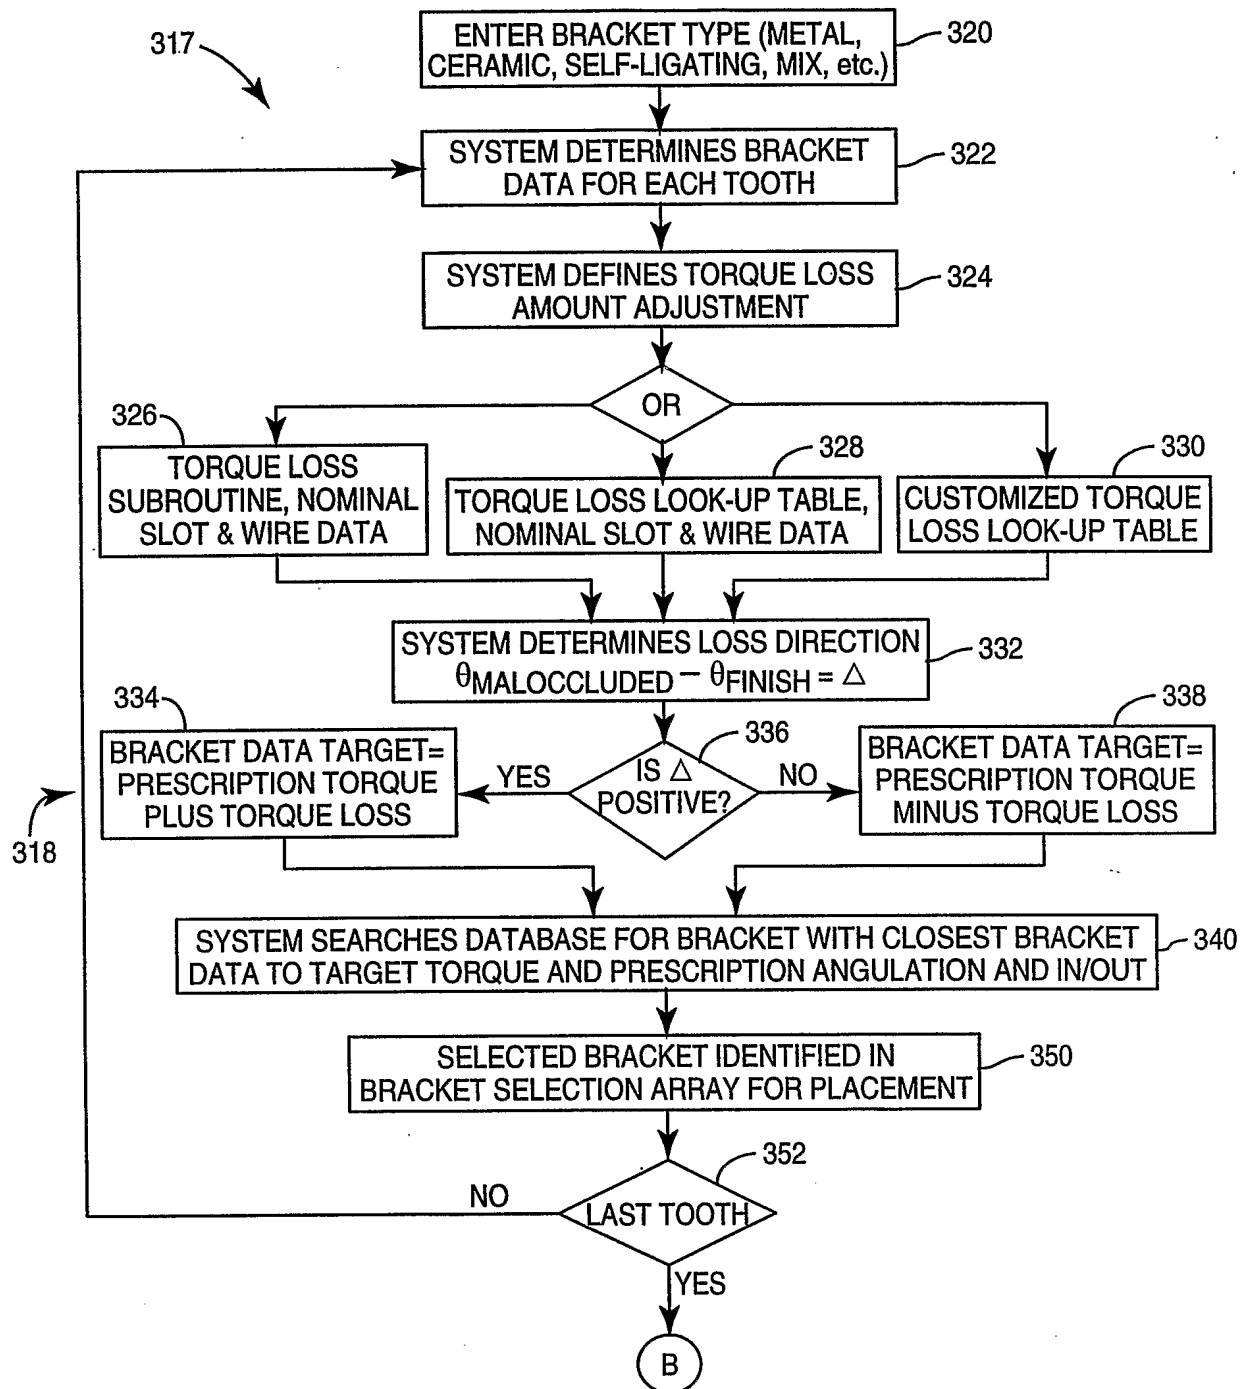 317
ENTER BRACKET TYPE (METAL,
CERAMIC, SELF-LIGATING, MIX, etc.)
320
SYSTEM DETERMINES BRACKET
DATA FOR EACH TOOTH
322
SYSTEM DEFINES TORQUE LOSS
AMOUNT ADJUSTMENT
324
OR
326
TORQUE LOSS
SUBROUTINE, NOMINAL
SLOT & WIRE DATA
328
TORQUE LOSS LOOK-UP TABLE,
NOMINAL SLOT & WIRE DATA
330
CUSTOMIZED TORQUE
LOSS LOOK-UP TABLE
SYSTEM DETERMINES LOSS DIRECTION
θMALOCCLUDED – θFINISH = △
332
334
BRACKET DATA TARGET=
PRESCRIPTION TORQUE
PLUS TORQUE LOSS
YES
336
IS △
POSITIVE?
NO
338
BRACKET DATA TARGET=
PRESCRIPTION TORQUE
MINUS TORQUE LOSS
318
SYSTEM SEARCHES DATABASE FOR BRACKET WITH CLOSEST BRACKET
DATA TO TARGET TORQUE AND PRESCRIPTION ANGULATION AND IN/OUT
340
SELECTED BRACKET IDENTIFIED IN
BRACKET SELECTION ARRAY FOR PLACEMENT
350
352
NO
LAST TOOTH
YES
B